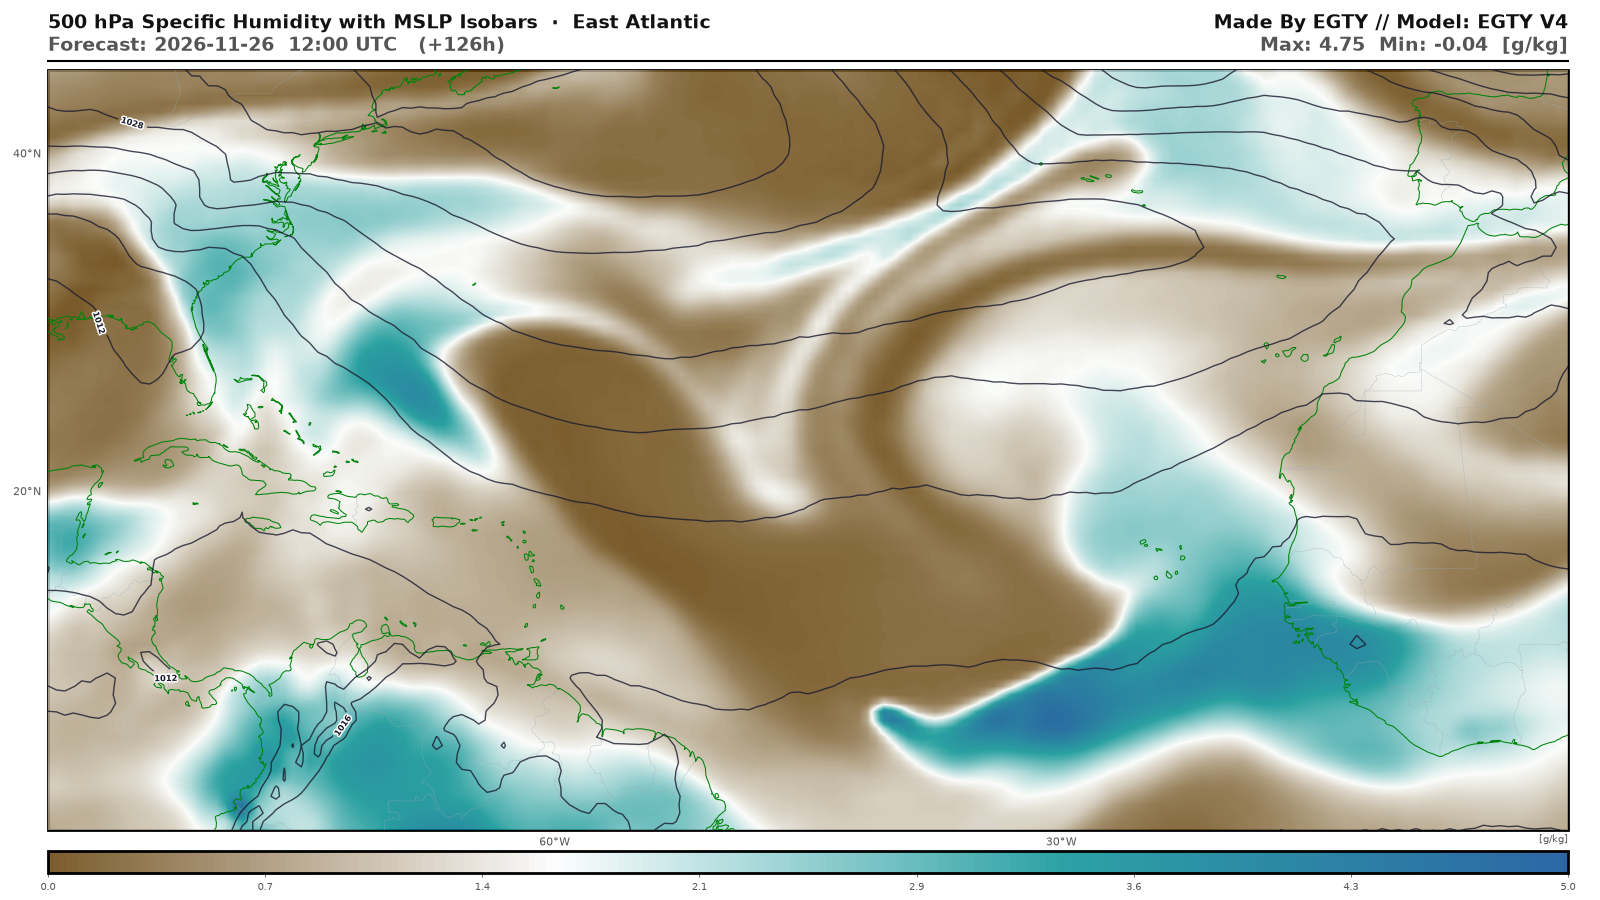 500 hPa Specific Humidity with MSLP Isobars · East Atlantic
Made By EGTY // Model: EGTY V4
Forecast: 2026-11-26 12:00 UTC (+126h)
Max: 4.75 Min: -0.04 [g/kg]
1028
40°N
1012
20°N
1012
1016
60°W
30°W
[g/kg]
0.0
0.7
1.4
2.1
2.9
3.6
4.3
5.0